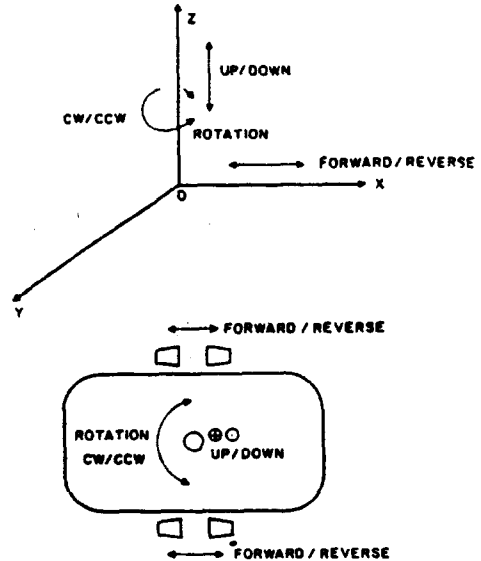 Z
UP/DOWN
CW/CCW
ROTATION
FORWARD/REVERSE
O
X
Y
FORWARD/REVERSE
ROTATION
CW/CCW
UP/DOWN
FORWARD/REVERSE